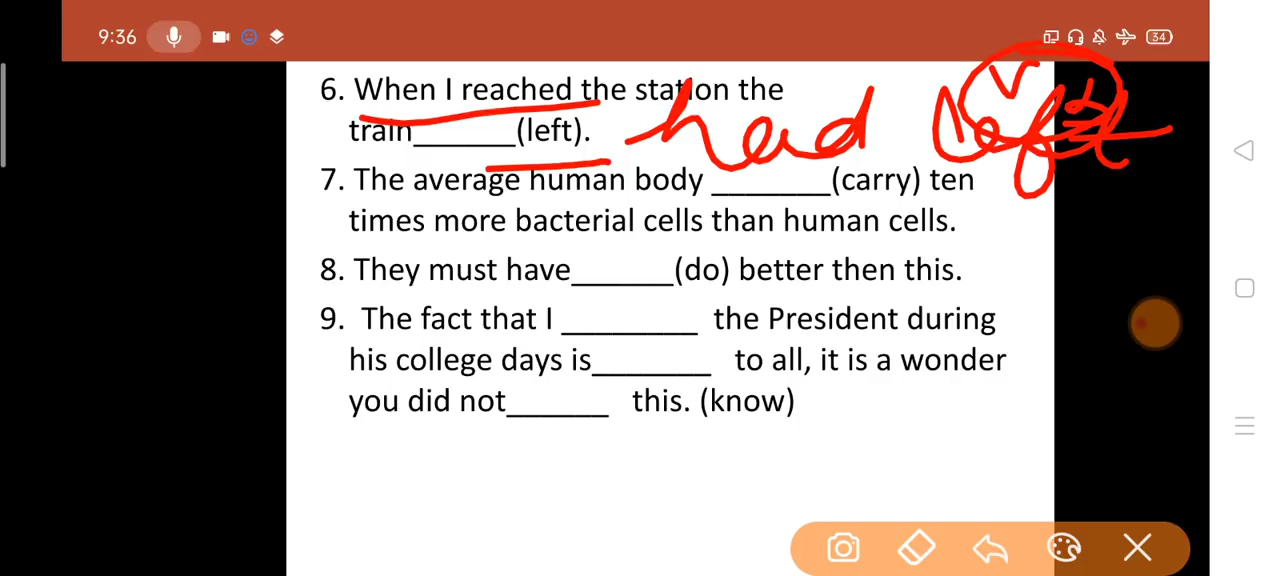 9:36
34
6. When I reached the station the
train______(left). had left
7. The average human body _______(carry) ten
times more bacterial cells than human cells.
8. They must have______(do) better then this.
9. The fact that I ________ the President during
his college days is_______ to all, it is a wonder
you did not______ this. (know)